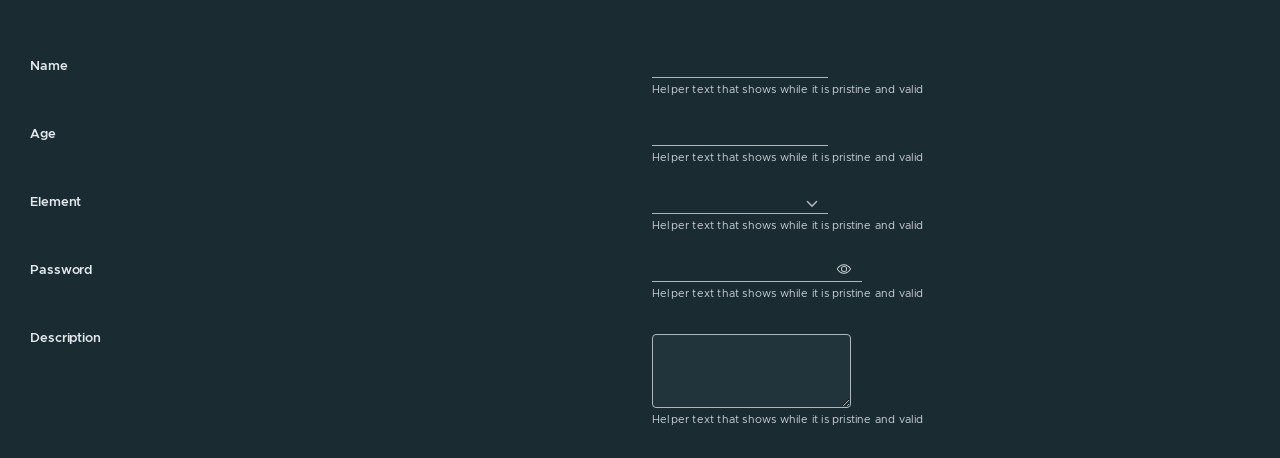 Name
Helper text that shows while it is pristine and valid
Age
Helper text that shows while it is pristine and valid
Element
Helper text that shows while it is pristine and valid
Password
Helper text that shows while it is pristine and valid
Description
Helper text that shows while it is pristine and valid